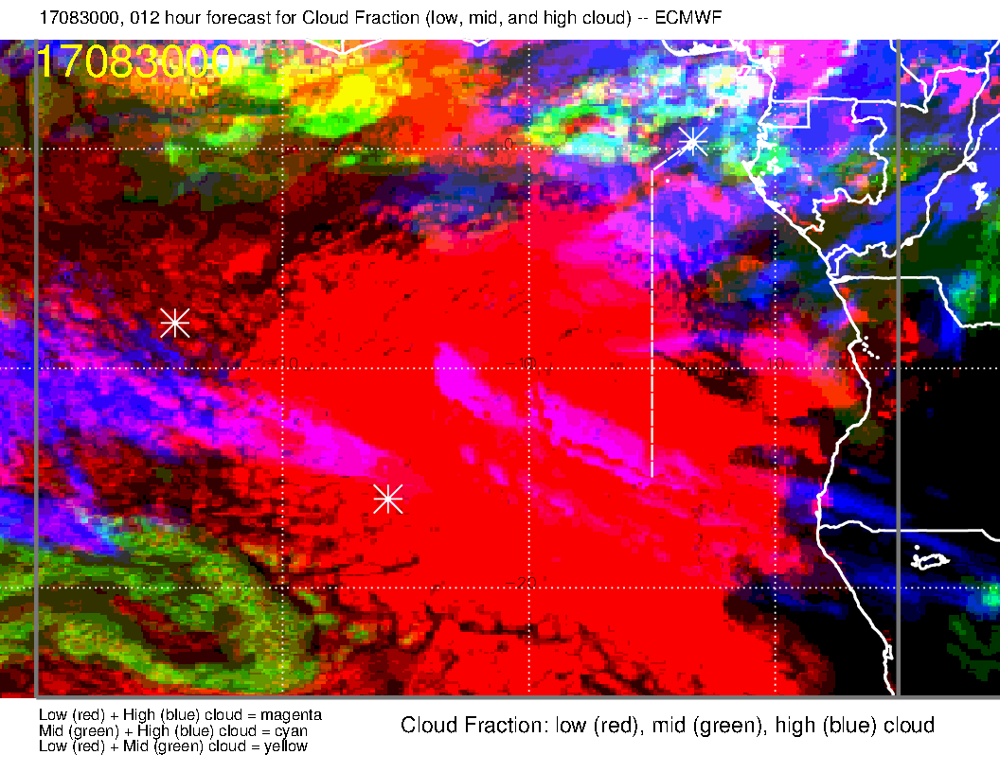 17083000, 012 hour forecast for Cloud Fraction (low, mid, and high cloud) -- ECMWF
17083000
0
-10
-20
Low (red) + High (blue) cloud = magenta
Mid (green) + High (blue) cloud = cyan
Low (red) + Mid (green) cloud = yellow
Cloud Fraction: low (red), mid (green), high (blue) cloud